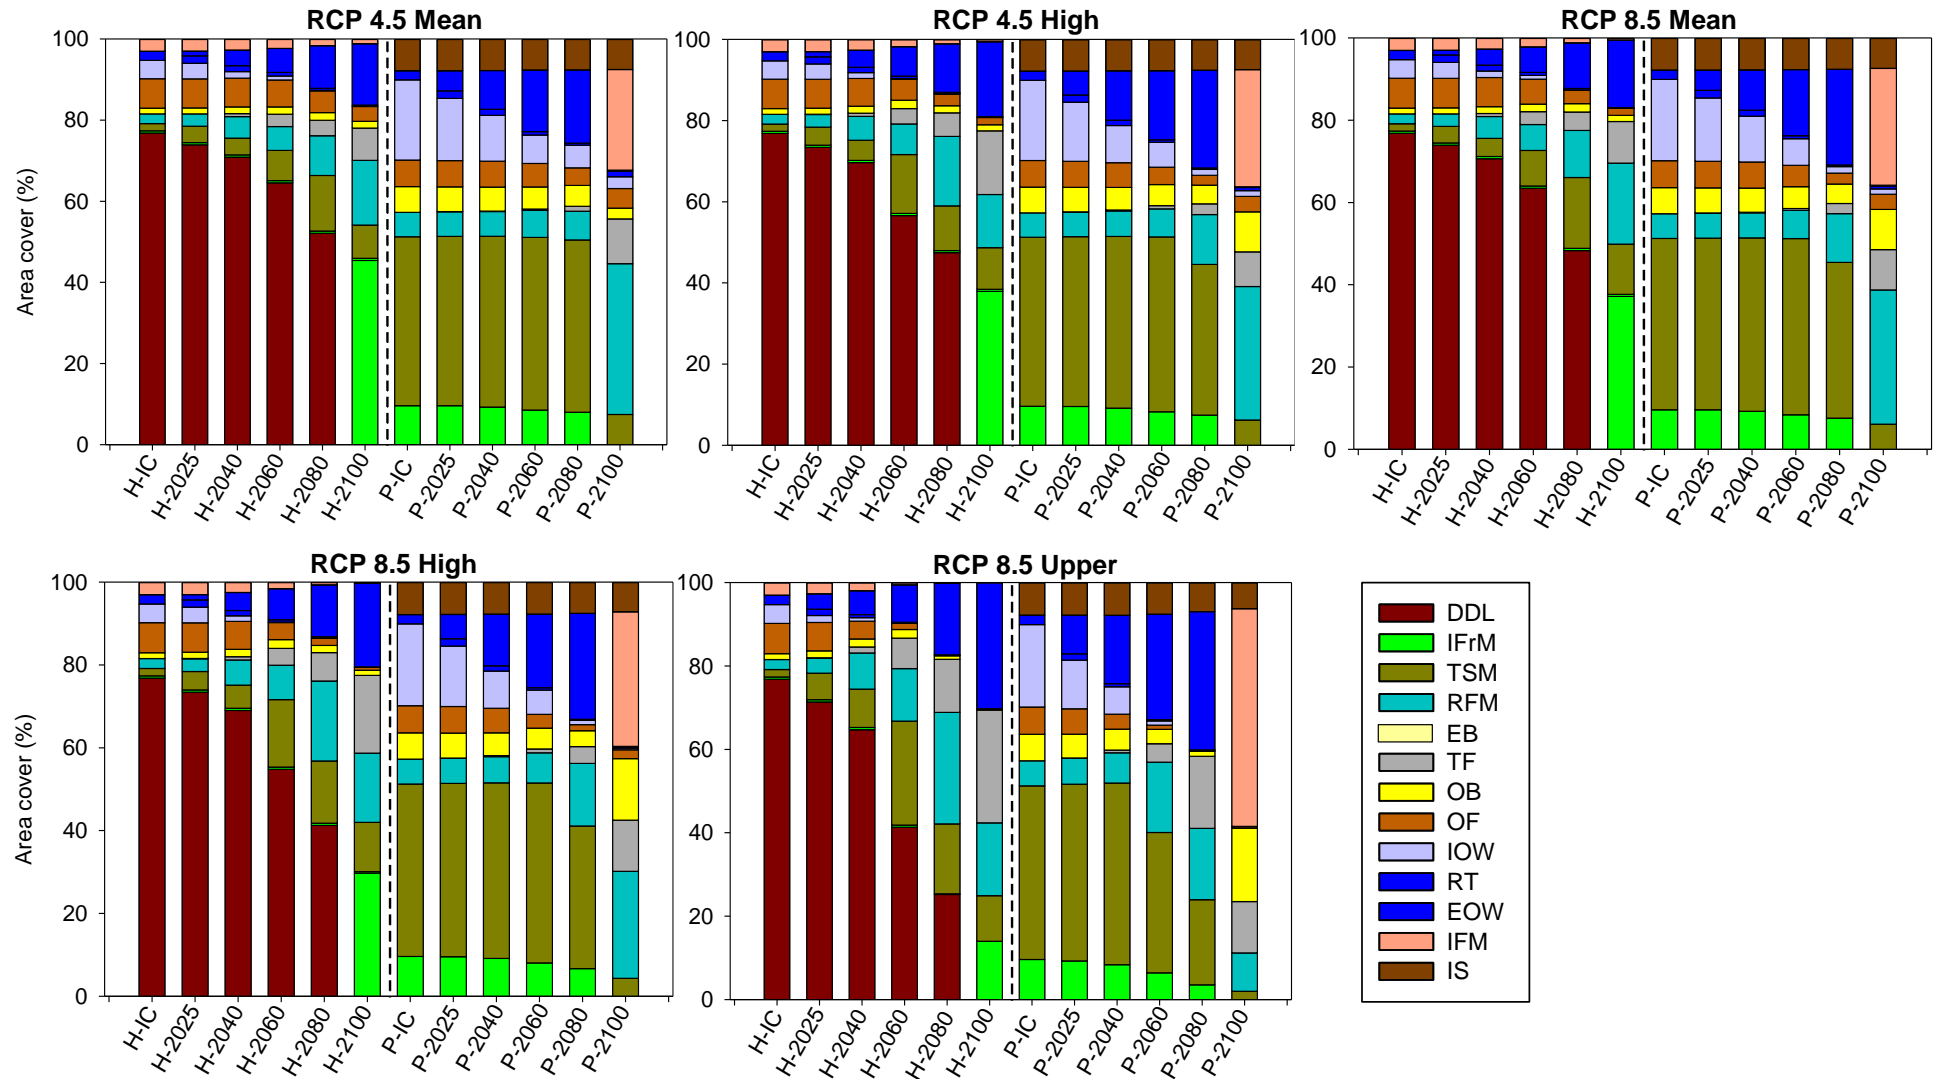 RCP 4.5 Mean
Area cover (%)
100
80
60
40
20
0
H-IC
H-2025
H-2040
H-2060
H-2080
H-2100
P-IC
P-2025
P-2040
P-2060
P-2080
P-2100
RCP 4.5 High
100
80
60
40
20
0
H-IC
H-2025
H-2040
H-2060
H-2080
H-2100
P-IC
P-2025
P-2040
P-2060
P-2080
P-2100
RCP 8.5 Mean
100
80
60
40
20
0
H-IC
H-2025
H-2040
H-2060
H-2080
H-2100
P-IC
P-2025
P-2040
P-2060
P-2080
P-2100
RCP 8.5 High
Area cover (%)
100
80
60
40
20
0
H-IC
H-2025
H-2040
H-2060
H-2080
H-2100
P-IC
P-2025
P-2040
P-2060
P-2080
P-2100
RCP 8.5 Upper
100
80
60
40
20
0
H-IC
H-2025
H-2040
H-2060
H-2080
H-2100
P-IC
P-2025
P-2040
P-2060
P-2080
P-2100
DDL
IFrM
TSM
RFM
EB
TF
OB
OF
IOW
RT
EOW
IFM
IS